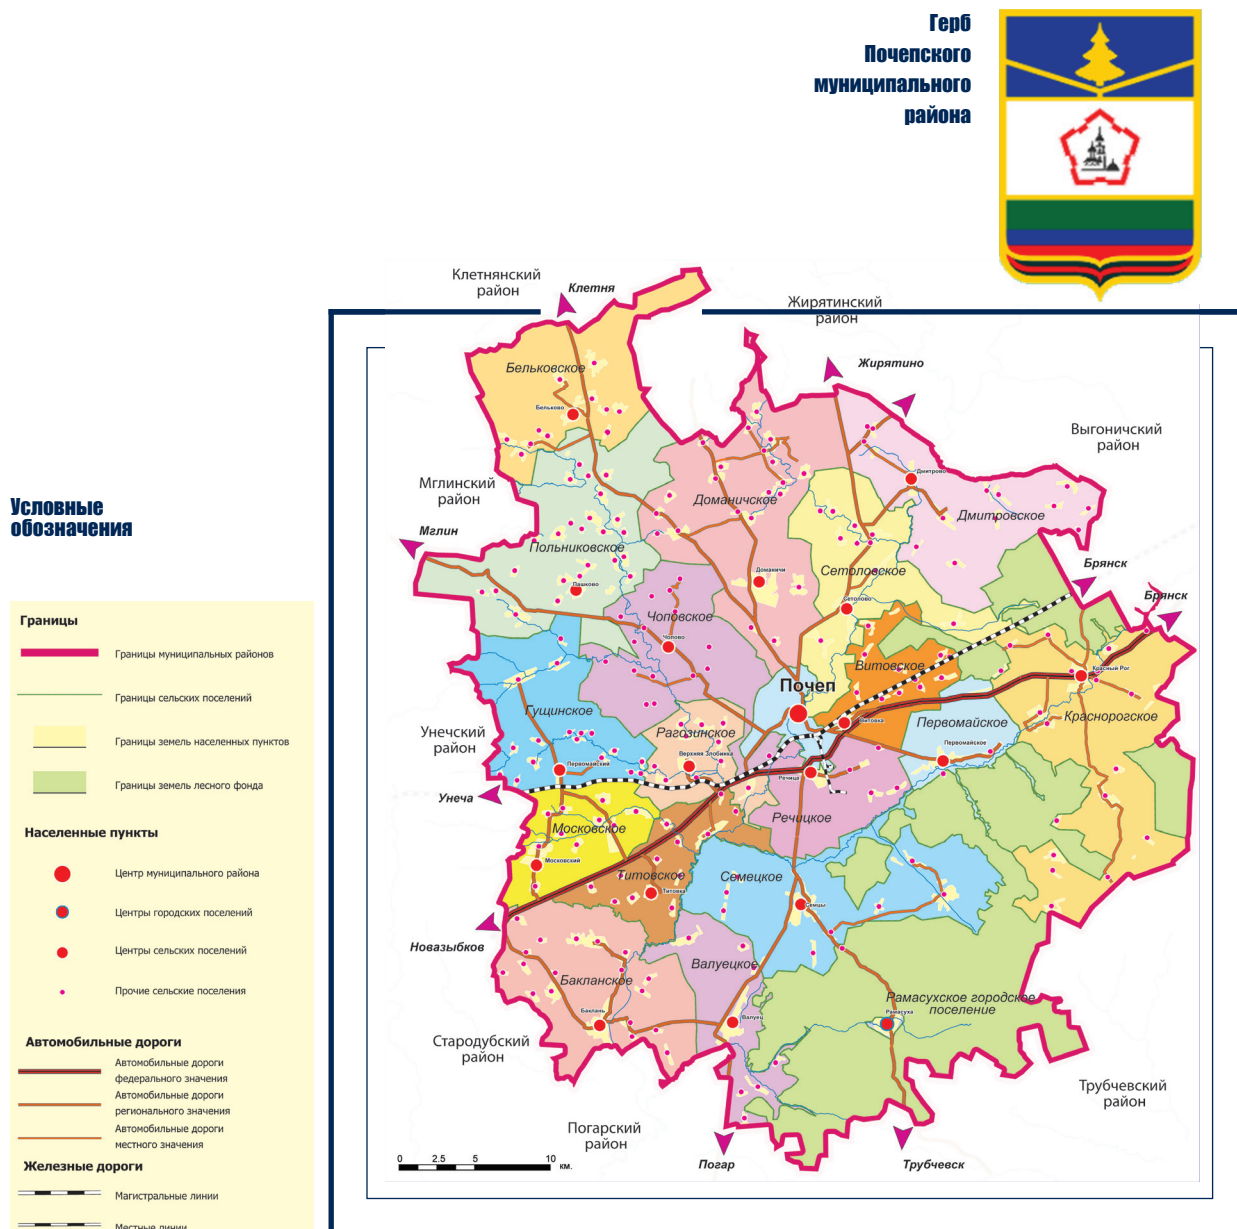 Герб
Почепского
муниципального
района
Клетнянский
район
Клетня
Жирятинский
район
Жирятино
Бельковское
Бельково
Выгоничский
район
Мглинский
район
Дмитрово
Доманичское
Дмитровское
Мглин
Польниковское
Брянск
Сетоловское
Брянск
Пашково
Доманичи
Сетолово
Чоповское
Чопово
Витовское
Красный Рог
Почеп
Гущинское
Рагозинское
Витовка
Первомайское
Краснорогское
Унечский
район
Верхняя Злобинка
Первомайское
Первомайский
Речица
Унеча
Московское
Речицкое
Московский
Титовское
Семецкое
Титовка
Семцы
Новазыбков
Валуецкое
Бакланское
Рамасухское городское
поселение
Баклань
Валуец
Рамасуха
Стародубский
район
Трубчевский
район
Погарский
район
Погар
Трубчевск
0 2.5 5 10
км.
Условные
обозначения
Границы
Границы муниципальных районов
Границы сельских поселений
Границы земель населенных пунктов
Границы земель лесного фонда
Населенные пункты
Центр муниципального района
Центры городских поселений
Центры сельских поселений
Прочие сельские поселения
Автомобильные дороги
Автомобильные дороги
федерального значения
Автомобильные дороги
регионального значения
Автомобильные дороги
местного значения
Железные дороги
Магистральные линии
Местные линии